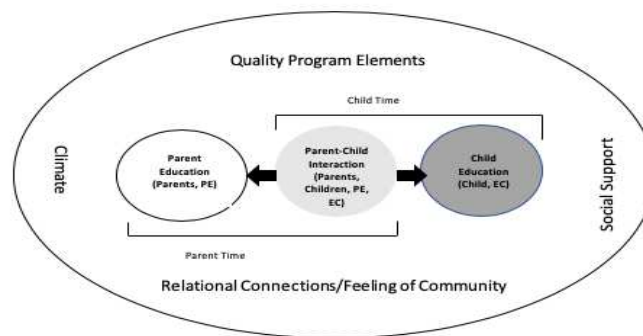 Quality Program Elements
Child Time
Climate
Parent
Education
(Parents, PE)
Parent-Child
Interaction
(Parents,
Children, PE,
EC)
Child
Education
(Child, EC)
Social Support
Parent Time
Relational Connections/Feeling of Community